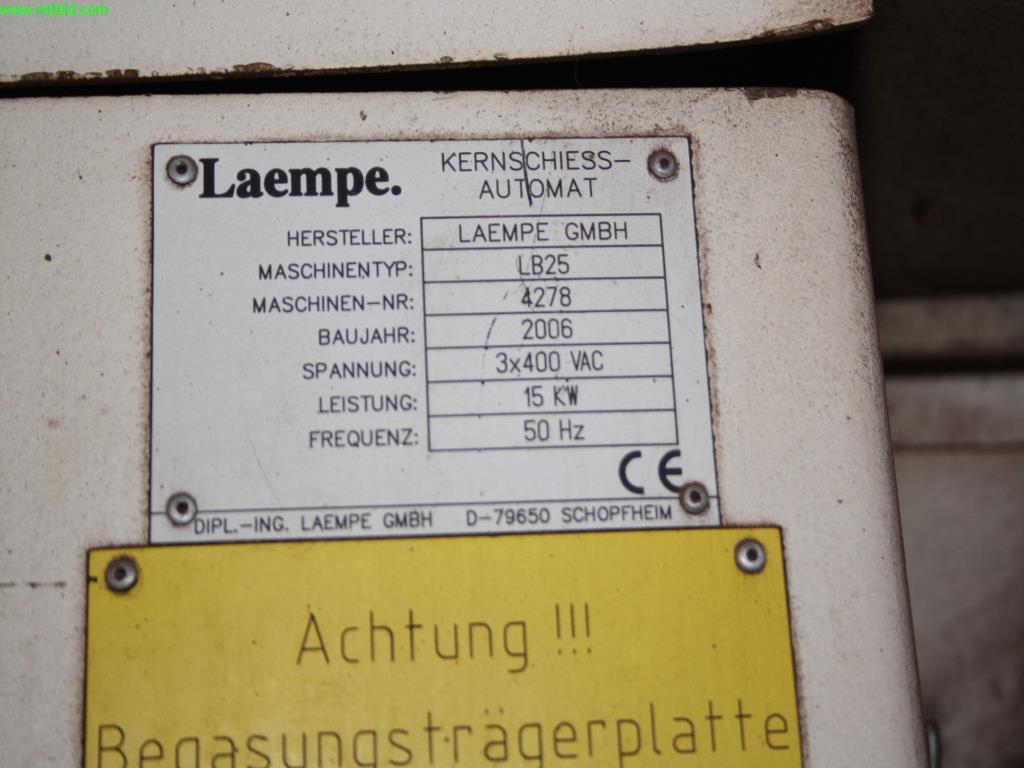 www.netbid.com
Laempe.
KERNSCHIESS-
AUTOMAT
HERSTELLER: LAEMPE GMBH
MASCHINENTYP: LB25
MASCHINEN-NR: 4278
BAUJAHR: 2006
SPANNUNG: 3x400 VAC
LEISTUNG: 15 KW
FREQUENZ: 50 Hz
CE
DIPL.-ING. LAEMPE GMBH D-79650 SCHOPFHEIM
Achtung !!!
Begasungsträgerplatte